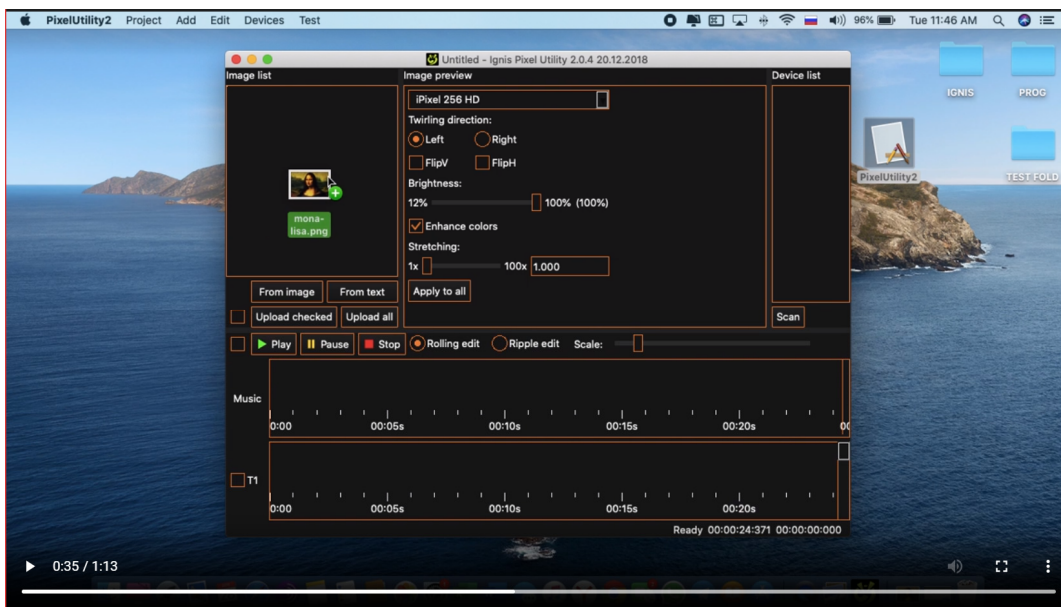 PixelUtility2 Project Add Edit Devices Test
96% Tue 11:46 AM
Untitled - Ignis Pixel Utility 2.0.4 20.12.2018
Image list Image preview Device list
iPixel 256 HD
Twirling direction:
Left Right
FlipV FlipH
Brightness:
12% 100% (100%)
Enhance colors
Stretching:
1x 100x 1.000
Apply to all
mona-
lisa.png
From image From text
Upload checked Upload all
Scan
Play Pause Stop Rolling edit Ripple edit Scale:
Music
0:00 00:05s 00:10s 00:15s 00:20s
T1
0:00 00:05s 00:10s 00:15s 00:20s
Ready 00:00:24:371 00:00:00:000
IGNIS PROG
PixelUtility2 TEST FOLD
0:35 / 1:13